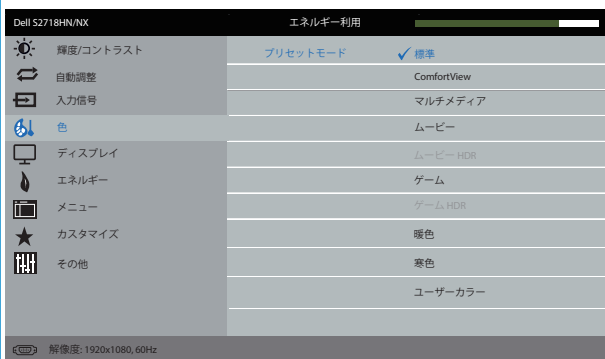 Dell S2718HN/NX エネルギー利用
輝度/コントラスト
自動調整
入力信号
色
ディスプレイ
エネルギー
メニュー
カスタマイズ
その他
プリセットモード
標準
ComfortView
マルチメディア
ムービー
ムービー HDR
ゲーム
ゲーム HDR
暖色
寒色
ユーザーカラー
解像度: 1920x1080, 60Hz